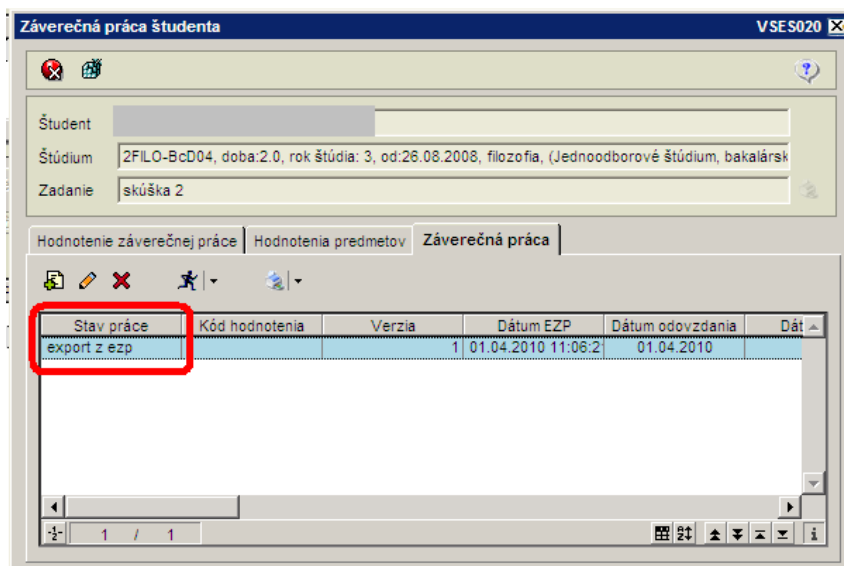 Záverečná práca študenta VSES020
Študent
Štúdium 2FILO-BcD04, doba:2.0, rok štúdia: 3, od:26.08.2008, filozofia, (Jednoodborové štúdium, bakalársk
Zadanie skúška 2
Hodnotenie záverečnej práce Hodnotenia predmetov Záverečná práca
Stav práce Kód hodnotenia Verzia Dátum EZP Dátum odovzdania Dát
export z ezp 1 01.04.2010 11:06:2 01.04.2010
1 / 1